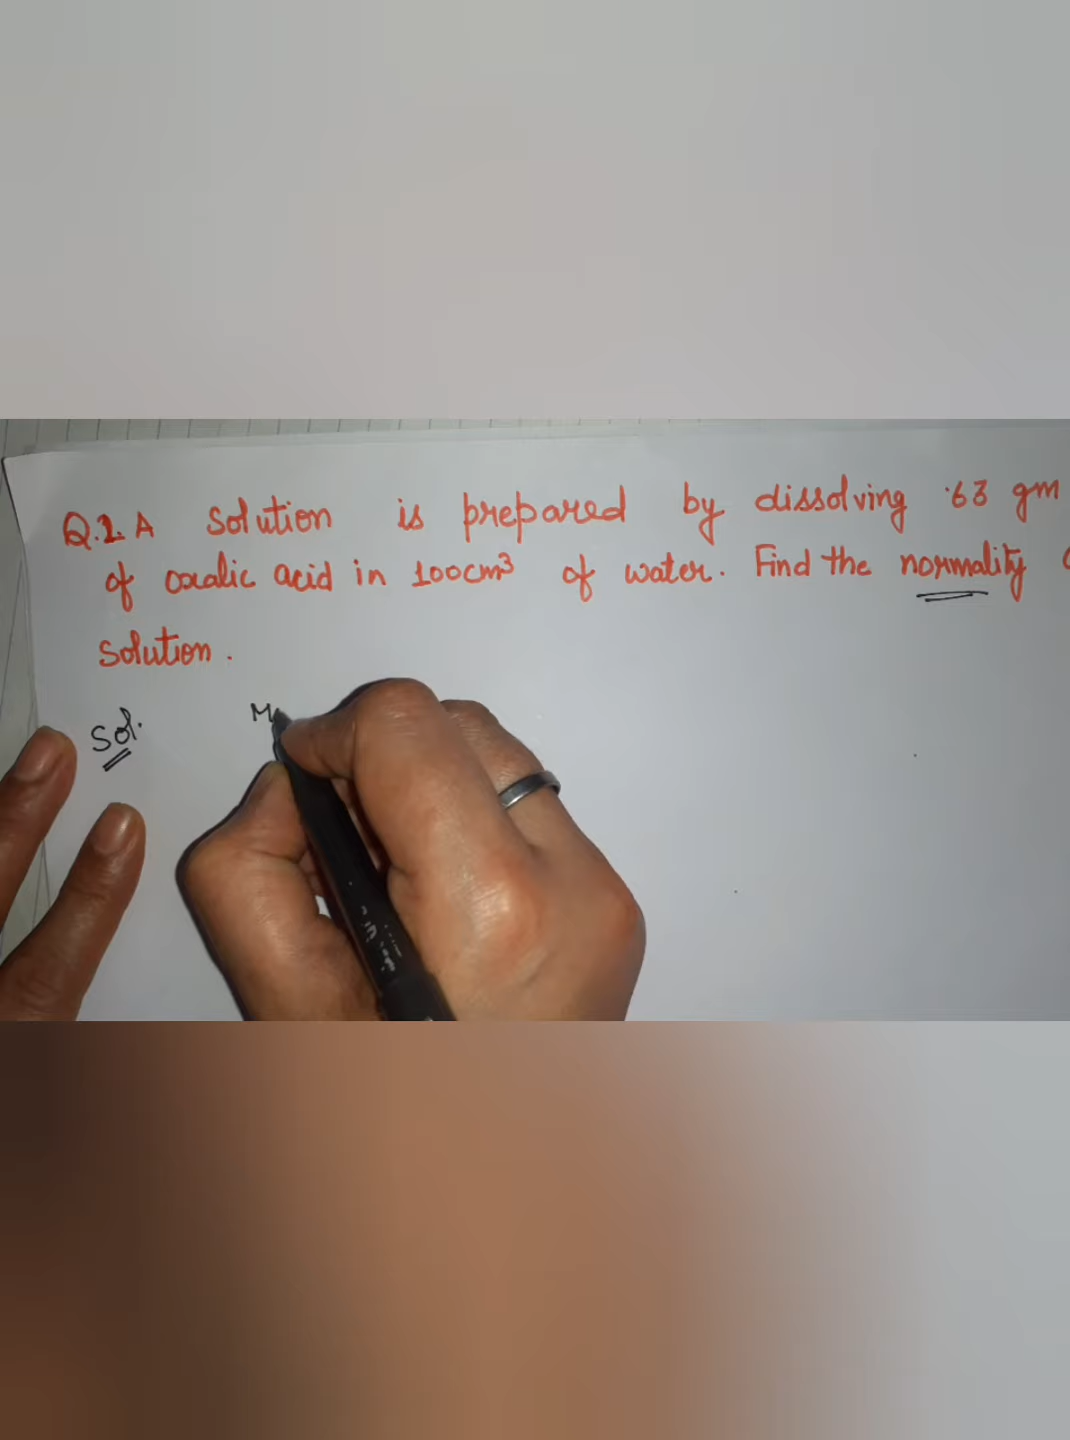 Q.1. A solution is prepared by dissolving .63 gm
of oxalic acid in 100cm³ of water. Find the normality
solution.
Sol.
M